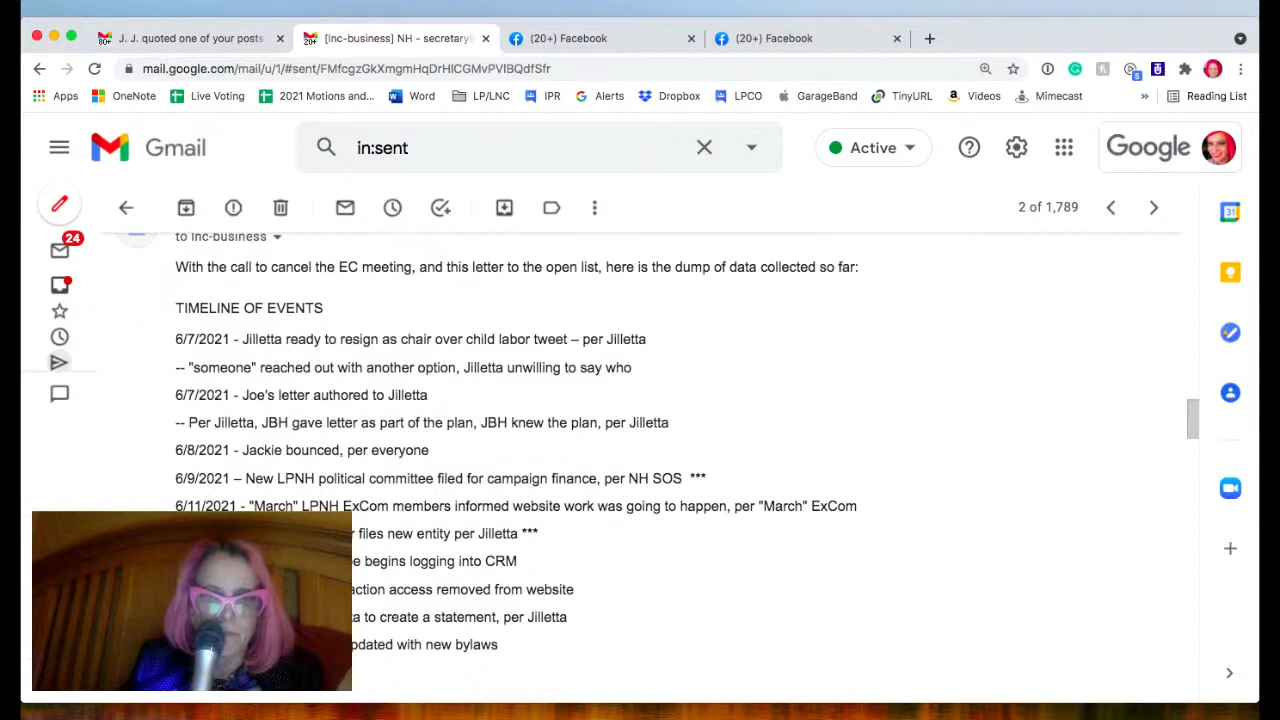 J. J. quoted one of your posts
[lnc-business] NH - secretary@
(20+) Facebook
(20+) Facebook
80+
20+
mail.google.com/mail/u/1/#sent/FMfcgzGkXmgmHqDrHlCGMvPVlBQdfSfr
Apps OneNote Live Voting 2021 Motions and... Word LP/LNC IPR Alerts Dropbox LPCO GarageBand TinyURL Videos Mimecast » Reading List
Gmail
in:sent
Active
Google
2 of 1,789
24
31
to lnc-business
With the call to cancel the EC meeting, and this letter to the open list, here is the dump of data collected so far:
TIMELINE OF EVENTS
6/7/2021 - Jilletta ready to resign as chair over child labor tweet – per Jilletta
-- "someone" reached out with another option, Jilletta unwilling to say who
6/7/2021 - Joe's letter authored to Jilletta
-- Per Jilletta, JBH gave letter as part of the plan, JBH knew the plan, per Jilletta
6/8/2021 - Jackie bounced, per everyone
6/9/2021 – New LPNH political committee filed for campaign finance, per NH SOS ***
6/11/2021 - "March" LPNH ExCom members informed website work was going to happen, per "March" ExCom
files new entity per Jilletta ***
e begins logging into CRM
action access removed from website
ta to create a statement, per Jilletta
pdated with new bylaws